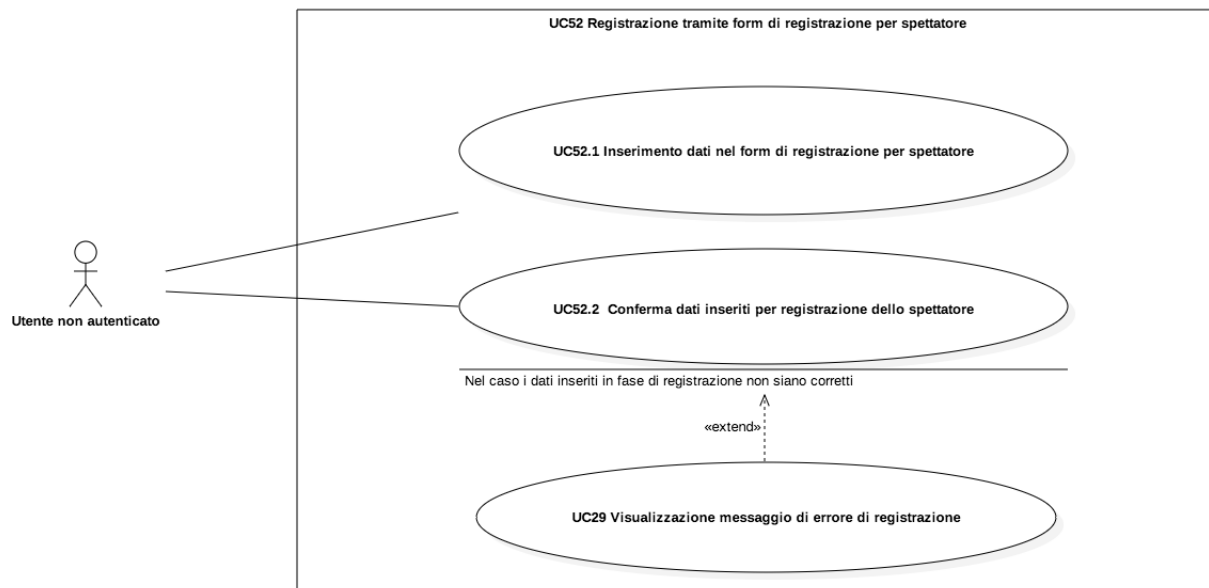 UC52 Registrazione tramite form di registrazione per spettatore
UC52.1 Inserimento dati nel form di registrazione per spettatore
Utente non autenticato
UC52.2 Conferma dati inseriti per registrazione dello spettatore
Nel caso i dati inseriti in fase di registrazione non siano corretti
«extend»
UC29 Visualizzazione messaggio di errore di registrazione